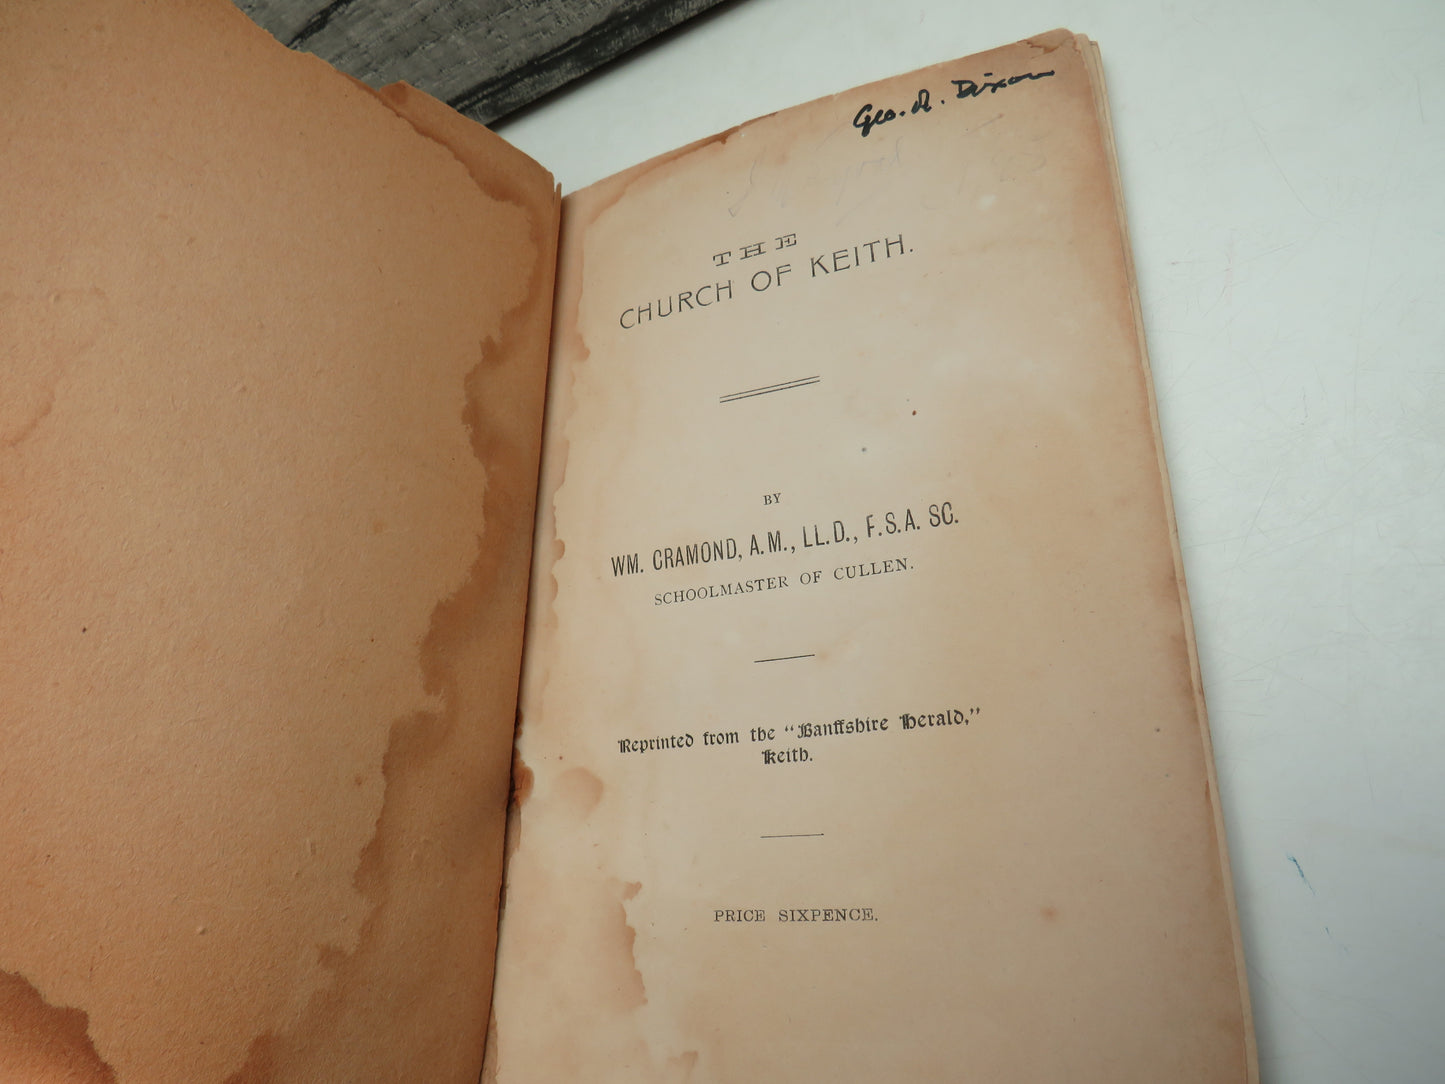 Geo. R. Dixon
THE
CHURCH OF KEITH.
BY
WM. CRAMOND, A.M., LL.D., F.S.A. SC.
SCHOOLMASTER OF CULLEN.
Reprinted from the "Banffshire Herald,"
Keith.
PRICE SIXPENCE.